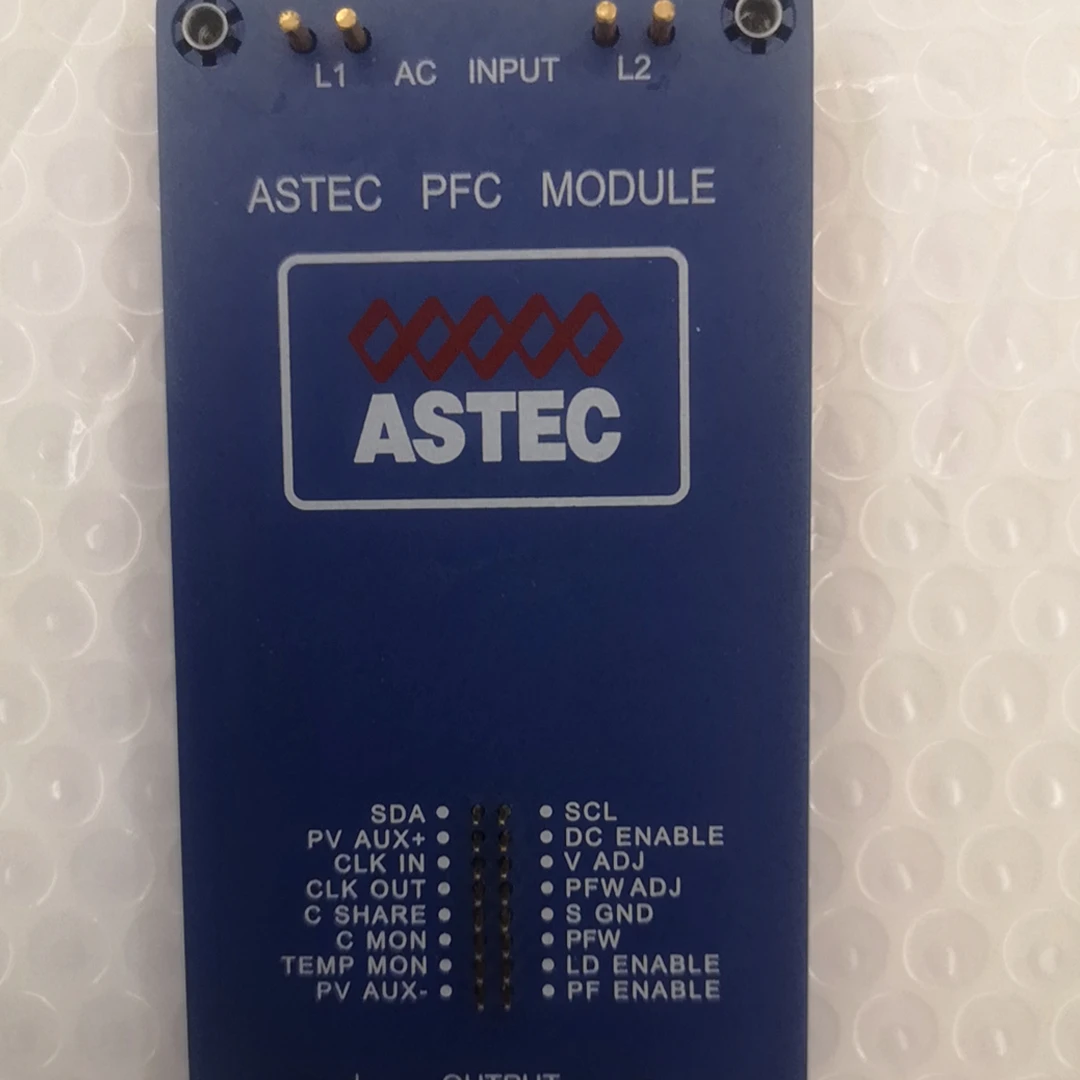 L1 AC INPUT L2
ASTEC PFC MODULE
ASTEC
SDA SCL
PV AUX+ DC ENABLE
CLK IN V ADJ
CLK OUT PFW ADJ
C SHARE S GND
C MON PFW
TEMP MON LD ENABLE
PV AUX- PF ENABLE
OUTPUT